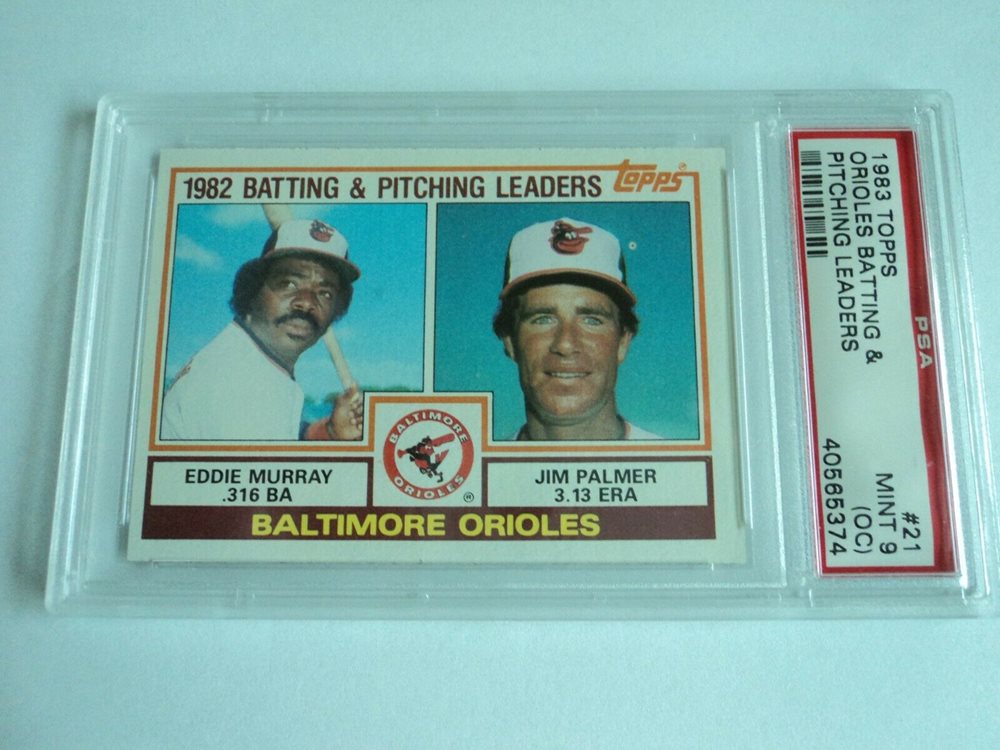 1982 BATTING & PITCHING LEADERS
topps
BALTIMORE
ORIOLES
®
EDDIE MURRAY
.316 BA
JIM PALMER
3.13 ERA
BALTIMORE ORIOLES
PSA
1983 TOPPS
ORIOLES BATTING &
PITCHING LEADERS
#21
MINT 9
(OC)
40565374